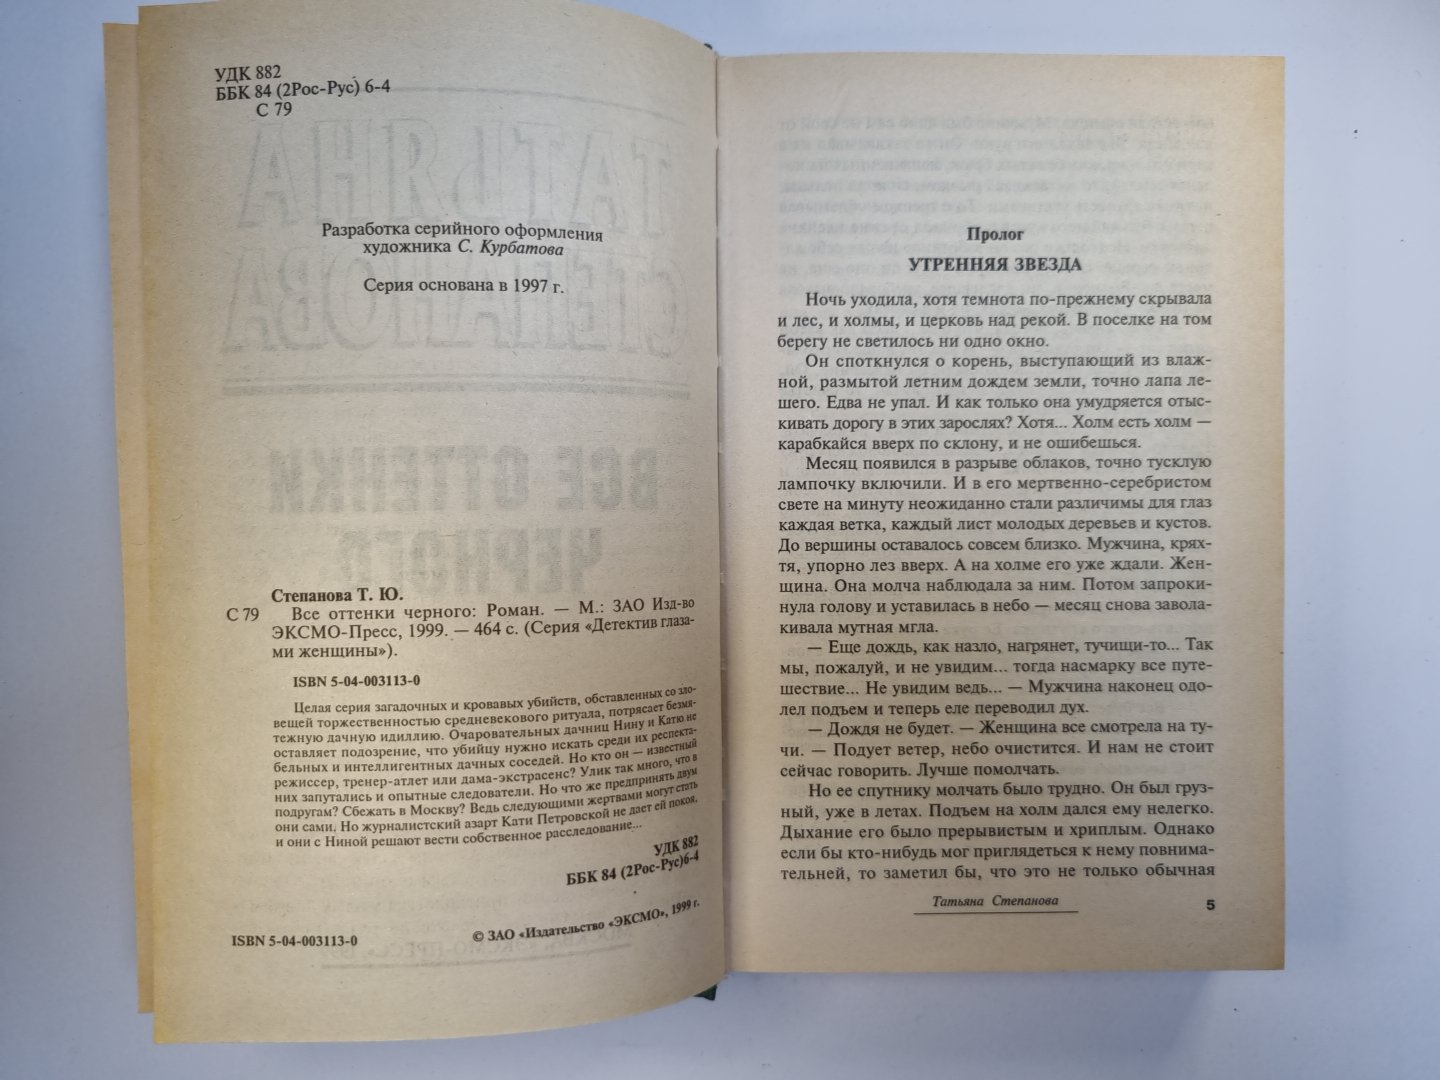 УДК 882
ББК 84 (2Рос-Рус) 6-4
С 79
Разработка серийного оформления
художника С. Курбатова
Серия основана в 1997 г.
Степанова Т. Ю.
С 79 Все оттенки черного: Роман. — М.: ЗАО Изд-во
ЭКСМО-Пресс, 1999. — 464 с. (Серия «Детектив глаза-
ми женщины»).
ISBN 5-04-003113-0
Целая серия загадочных и кровавых убийств, обставленных со зло-
вещей торжественностью средневекового ритуала, потрясает безмя-
тежную дачную идиллию. Очаровательных дачниц Нину и Катю не
оставляет подозрение, что убийцу нужно искать среди их респекта-
бельных и интеллигентных дачных соседей. Но кто он — известный
режиссер, тренер-атлет или дама-экстрасенс? Улик так много, что в
них запутались и опытные следователи. Но что же предпринять двум
подругам? Сбежать в Москву? Ведь следующими жертвами могут стать
они сами. Но журналистский азарт Кати Петровской не дает ей покоя,
и они с Ниной решают вести собственное расследование...
УДК 882
ББК 84 (2Рос-Рус)6-4
ISBN 5-04-003113-0
© ЗАО «Издательство «ЭКСМО», 1999 г.
Пролог
УТРЕННЯЯ ЗВЕЗДА
Ночь уходила, хотя темнота по-прежнему скрывала
и лес, и холмы, и церковь над рекой. В поселке на том
берегу не светилось ни одно окно.
Он споткнулся о корень, выступающий из влаж-
ной, размытой летним дождем земли, точно лапа ле-
шего. Едва не упал. И как только она умудряется отыс-
кивать дорогу в этих зарослях? Хотя... Холм есть холм —
карабкайся вверх по склону, и не ошибешься.
Месяц появился в разрыве облаков, точно тусклую
лампочку включили. И в его мертвенно-серебристом
свете на минуту неожиданно стали различимы для глаз
каждая ветка, каждый лист молодых деревьев и кустов.
До вершины оставалось совсем близко. Мужчина, крях-
тя, упорно лез вверх. А на холме его уже ждали. Жен-
щина. Она молча наблюдала за ним. Потом запроки-
нула голову и уставилась в небо — месяц снова завола-
кивала мутная мгла.
— Еще дождь, как назло, нагрянет, тучищи-то... Так
мы, пожалуй, и не увидим... тогда насмарку все путе-
шествие... Не увидим ведь... — Мужчина наконец одо-
лел подъем и теперь еле переводил дух.
— Дождя не будет. — Женщина все смотрела на ту-
чи. — Подует ветер, небо очистится. И нам не стоит
сейчас говорить. Лучше помолчать.
Но ее спутнику молчать было трудно. Он был груз-
ный, уже в летах. Подъем на холм дался ему нелегко.
Дыхание его было прерывистым и хриплым. Однако
если бы кто-нибудь мог приглядеться к нему повнима-
тельней, то заметил бы, что это не только обычная
Татьяна Степанова
5